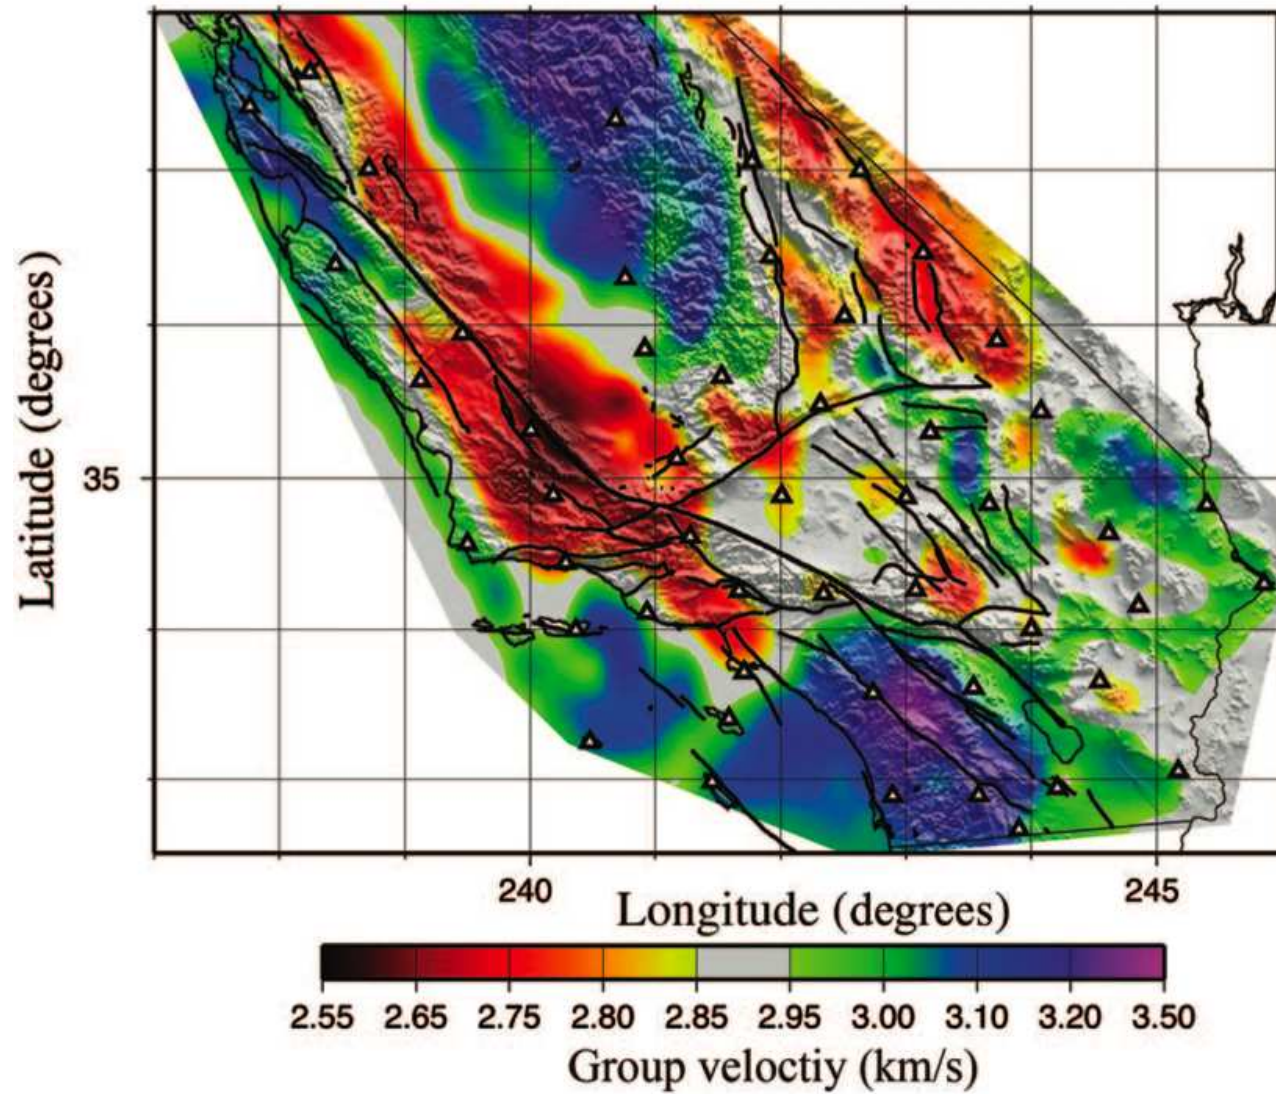 Latitude (degrees)
35
240
245
Longitude (degrees)
2.55 2.65 2.75 2.80 2.85 2.95 3.00 3.10 3.20 3.50
Group veloctiy (km/s)